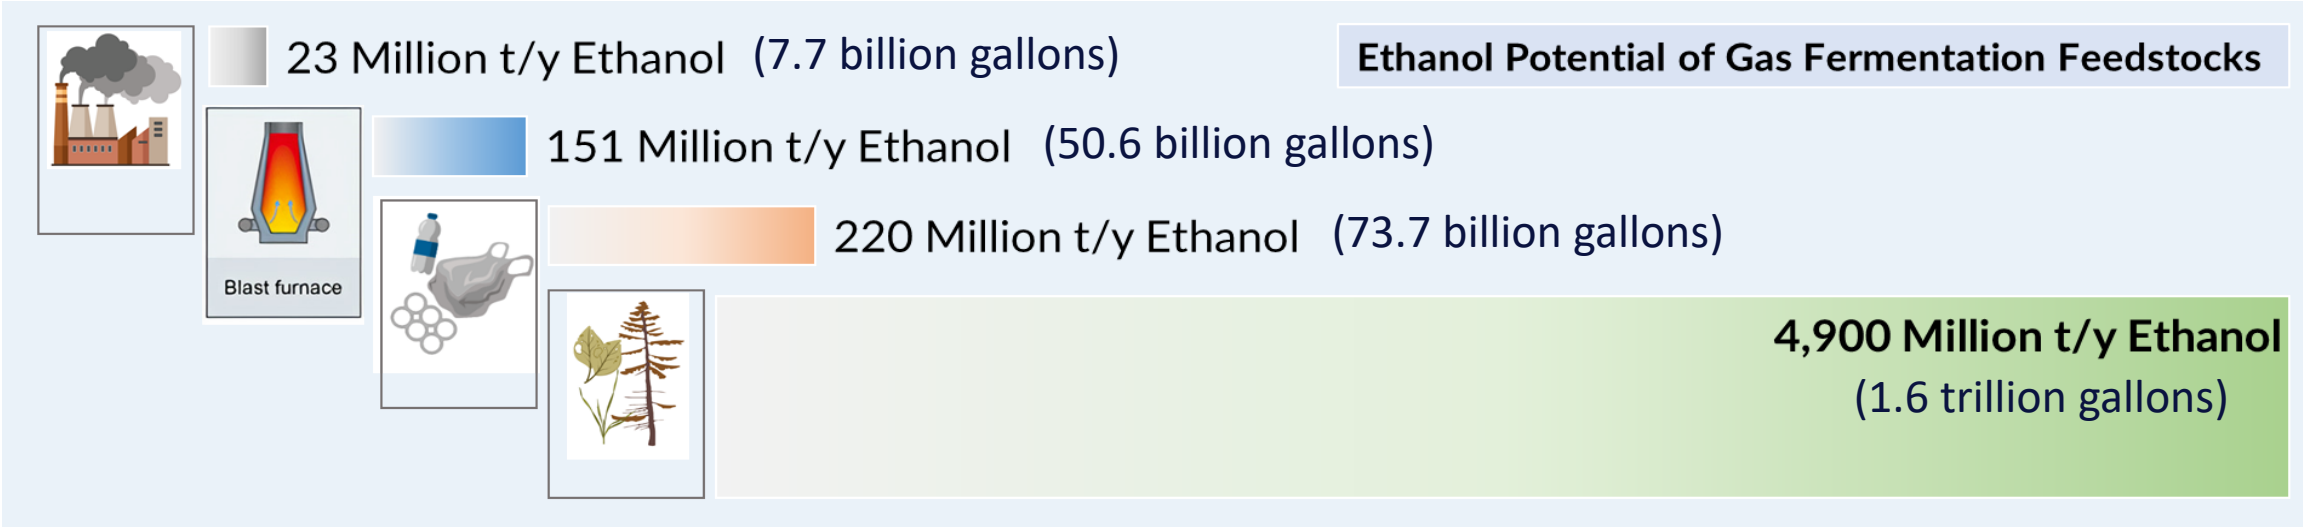 23 Million t/y Ethanol (7.7 billion gallons)
Ethanol Potential of Gas Fermentation Feedstocks
151 Million t/y Ethanol (50.6 billion gallons)
220 Million t/y Ethanol (73.7 billion gallons)
Blast furnace
4,900 Million t/y Ethanol
(1.6 trillion gallons)